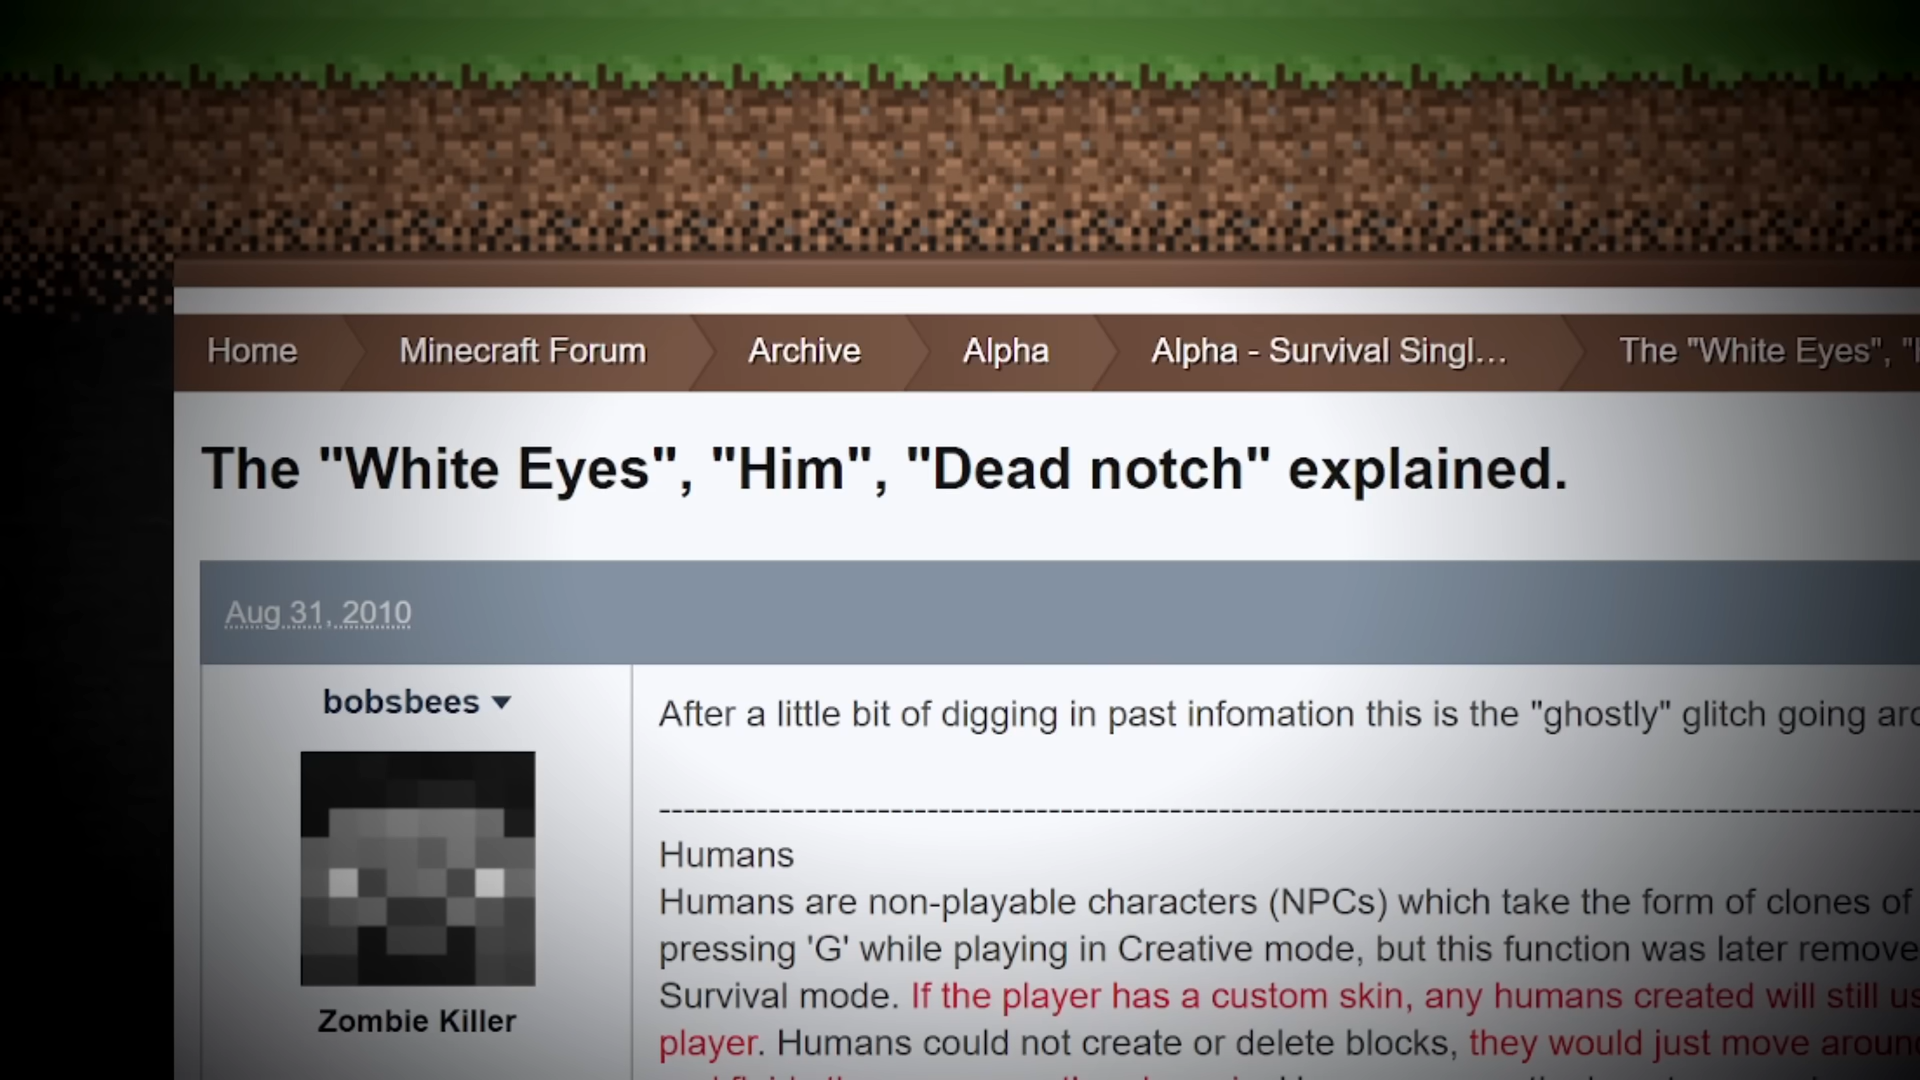 Home Minecraft Forum Archive Alpha Alpha - Survival Singl... The "White Eyes", "
The "White Eyes", "Him", "Dead notch" explained.
Aug 31, 2010
bobsbees
Zombie Killer
After a little bit of digging in past infomation this is the "ghostly" glitch going
--------------------------------------------------------------------------------
Humans
Humans are non-playable characters (NPCs) which take the form of clones of
pressing 'G' while playing in Creative mode, but this function was later remove
Survival mode. If the player has a custom skin, any humans created will still us
player. Humans could not create or delete blocks, they would just move aroun